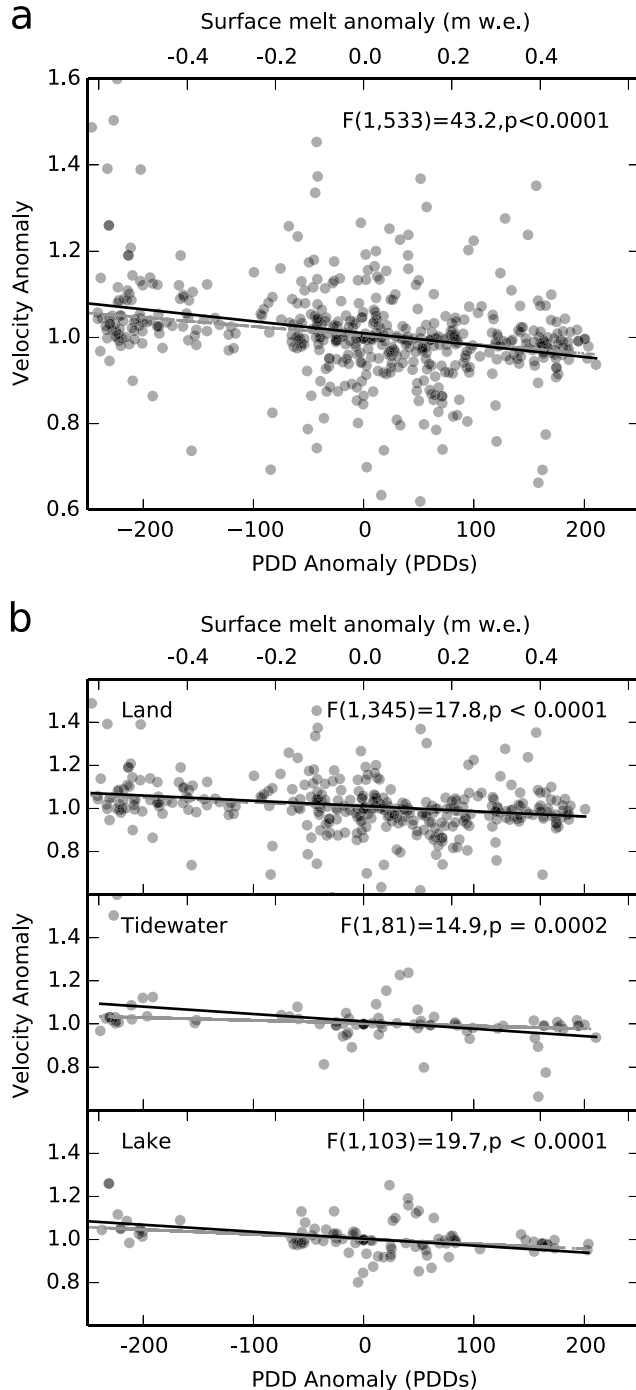 a
Surface melt anomaly (m w.e.)
-0.4 -0.2 0.0 0.2 0.4
1.6
F(1,533)=43.2,p<0.0001
1.4
1.2
1.0
0.8
0.6
Velocity Anomaly
−200 −100 0 100 200
PDD Anomaly (PDDs)
b
Surface melt anomaly (m w.e.)
-0.4 -0.2 0.0 0.2 0.4
Land F(1,345)=17.8,p < 0.0001
1.4
1.2
1.0
0.8
Tidewater F(1,81)=14.9,p = 0.0002
1.4
1.2
1.0
0.8
Velocity Anomaly
Lake F(1,103)=19.7,p < 0.0001
1.4
1.2
1.0
0.8
-200 -100 0 100 200
PDD Anomaly (PDDs)